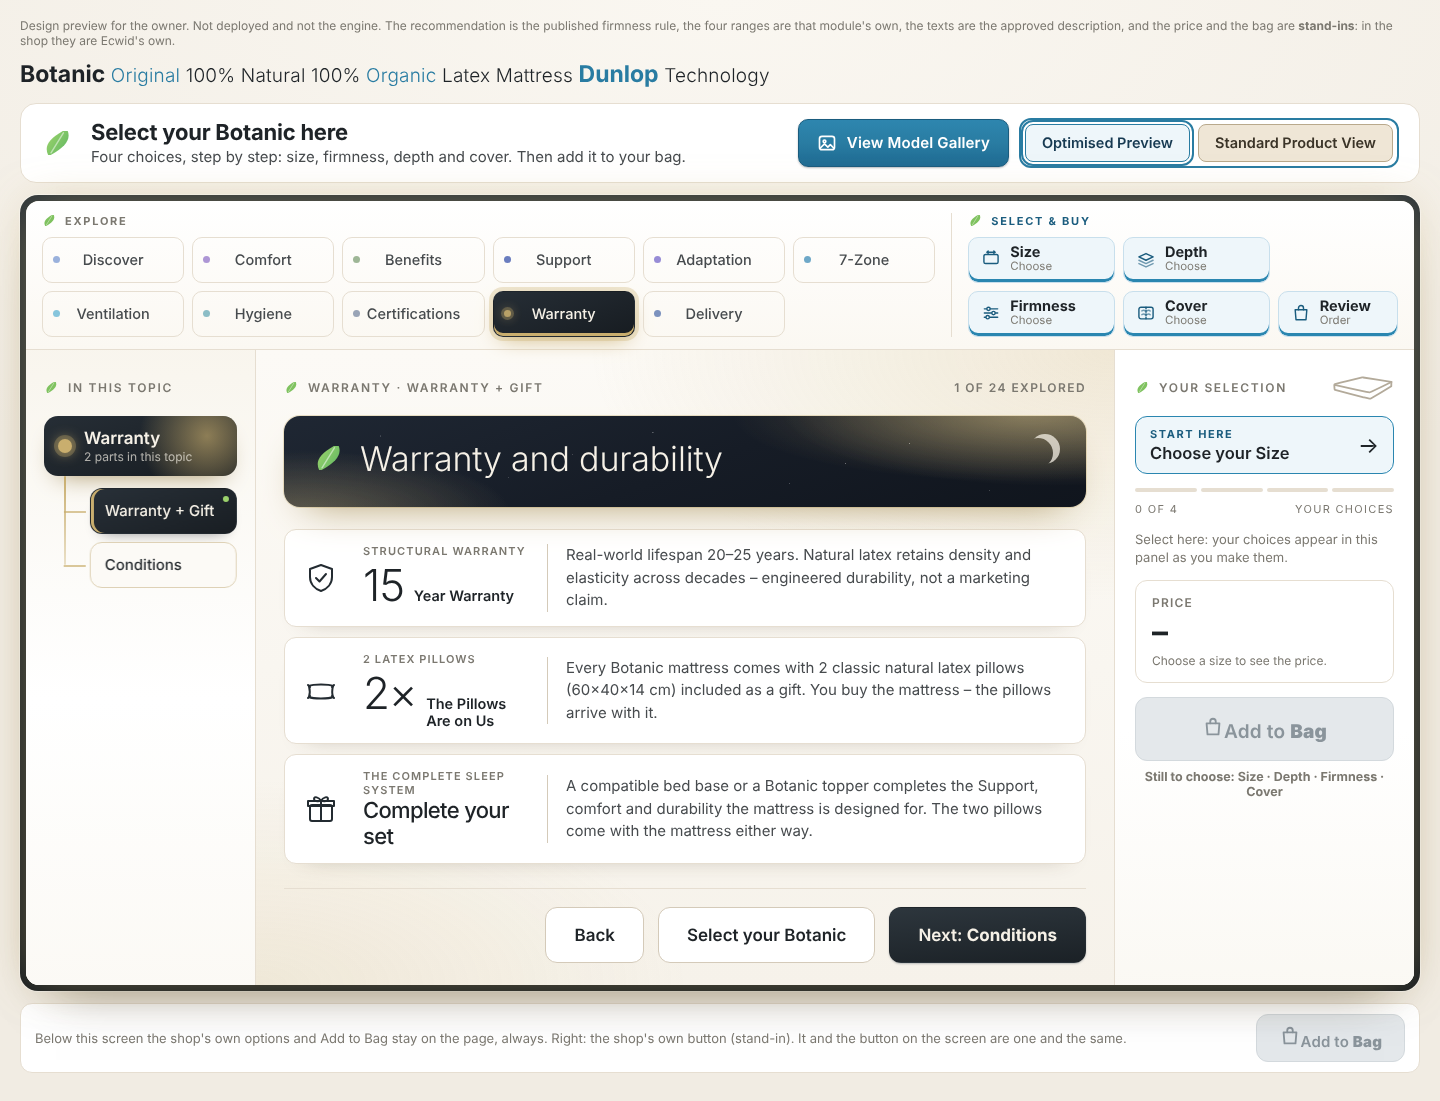 Design preview for the owner. Not deployed and not the engine. The recommendation is the published firmness rule, the four ranges are that module's own, the texts are the approved description, and the price and the bag are stand-ins: in the
shop they are Ecwid's own.
Botanic Original 100% Natural 100% Organic Latex Mattress Dunlop Technology
Select your Botanic here
Four choices, step by step: size, firmness, depth and cover. Then add it to your bag.
View Model Gallery
Optimised Preview
Standard Product View
EXPLORE
Discover
Comfort
Benefits
Support
Adaptation
7-Zone
Ventilation
Hygiene
Certifications
Warranty
Delivery
SELECT & BUY
Size
Choose
Depth
Choose
Firmness
Choose
Cover
Choose
Review
Order
IN THIS TOPIC
Warranty
2 parts in this topic
Warranty + Gift
Conditions
WARRANTY · WARRANTY + GIFT
1 OF 24 EXPLORED
Warranty and durability
STRUCTURAL WARRANTY
15 Year Warranty
Real-world lifespan 20–25 years. Natural latex retains density and
elasticity across decades – engineered durability, not a marketing
claim.
2 LATEX PILLOWS
2× The Pillows
Are on Us
Every Botanic mattress comes with 2 classic natural latex pillows
(60×40×14 cm) included as a gift. You buy the mattress – the pillows
arrive with it.
THE COMPLETE SLEEP
SYSTEM
Complete your
set
A compatible bed base or a Botanic topper completes the Support,
comfort and durability the mattress is designed for. The two pillows
come with the mattress either way.
Back
Select your Botanic
Next: Conditions
YOUR SELECTION
START HERE
Choose your Size
0 OF 4
YOUR CHOICES
Select here: your choices appear in this
panel as you make them.
PRICE
–
Choose a size to see the price.
Add to Bag
Still to choose: Size · Depth · Firmness ·
Cover
Below this screen the shop's own options and Add to Bag stay on the page, always. Right: the shop's own button (stand-in). It and the button on the screen are one and the same.
Add to Bag